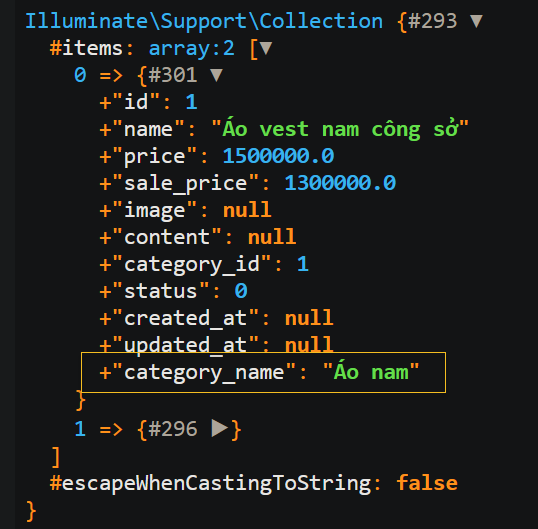 Illuminate\Support\Collection {#293 ▼
#items: array:2 [▼
0 => {#301 ▼
+"id": 1
+"name": "Áo vest nam công sở"
+"price": 1500000.0
+"sale_price": 1300000.0
+"image": null
+"content": null
+"category_id": 1
+"status": 0
+"created_at": null
+"updated_at": null
+"category_name": "Áo nam"
}
1 => {#296 ▶}
]
#escapeWhenCastingToString: false
}